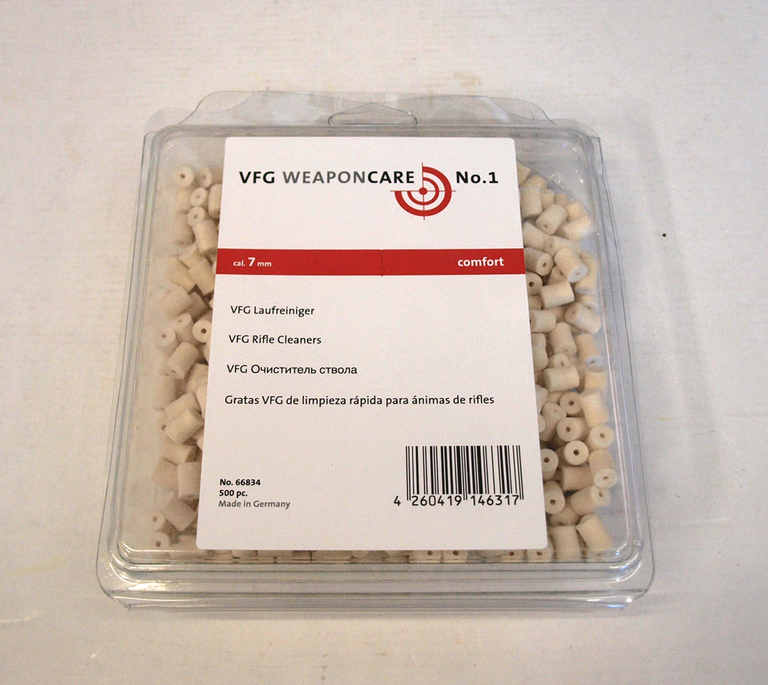 VFG WEAPONCARE No.1
cal. 7 mm comfort
VFG Laufreiniger
VFG Rifle Cleaners
VFG Очиститель ствола
Gratas VFG de limpieza rápida para ánimas de rifles
No. 66834
500 pc.
Made in Germany
4 260419 146317